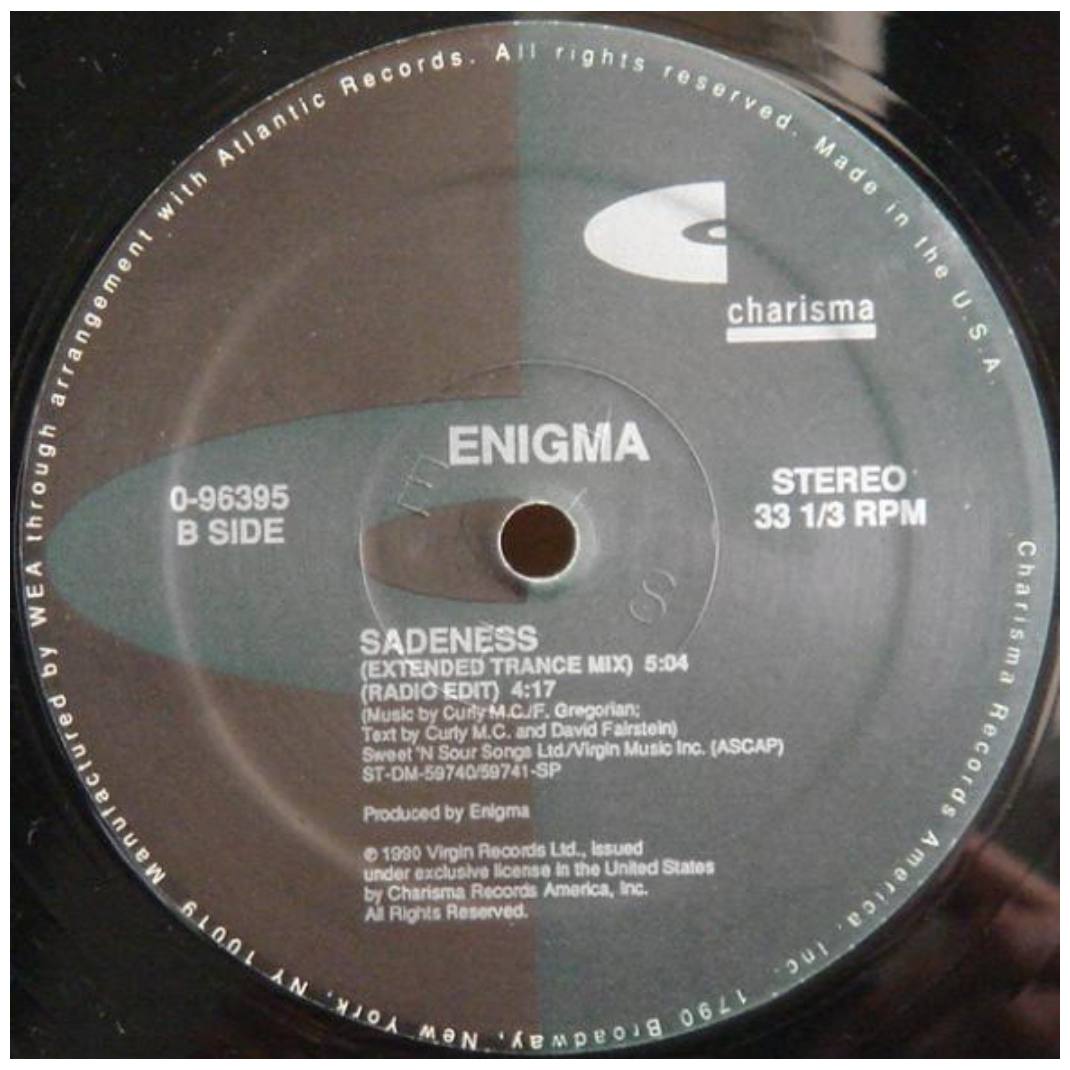 Manufactured by WEA through arrangement with Atlantic Records. All rights reserved. Made in the U.S.A.
charisma
ENIGMA
0-96395
B SIDE
STEREO
33 1/3 RPM
SADENESS
(EXTENDED TRANCE MIX) 5:04
(RADIO EDIT) 4:17
(Music by Curly M.C./F. Gregorian;
Text by Curly M.C. and David Fairstein)
Sweet 'N Sour Songs Ltd./Virgin Music Inc. (ASCAP)
ST-DM-59740/59741-SP
Produced by Enigma
℗ 1990 Virgin Records Ltd., Issued
under exclusive license in the United States
by Charisma Records America, Inc.
All Rights Reserved.
Charisma Records America, Inc. 1790 Broadway, New York, NY 10019